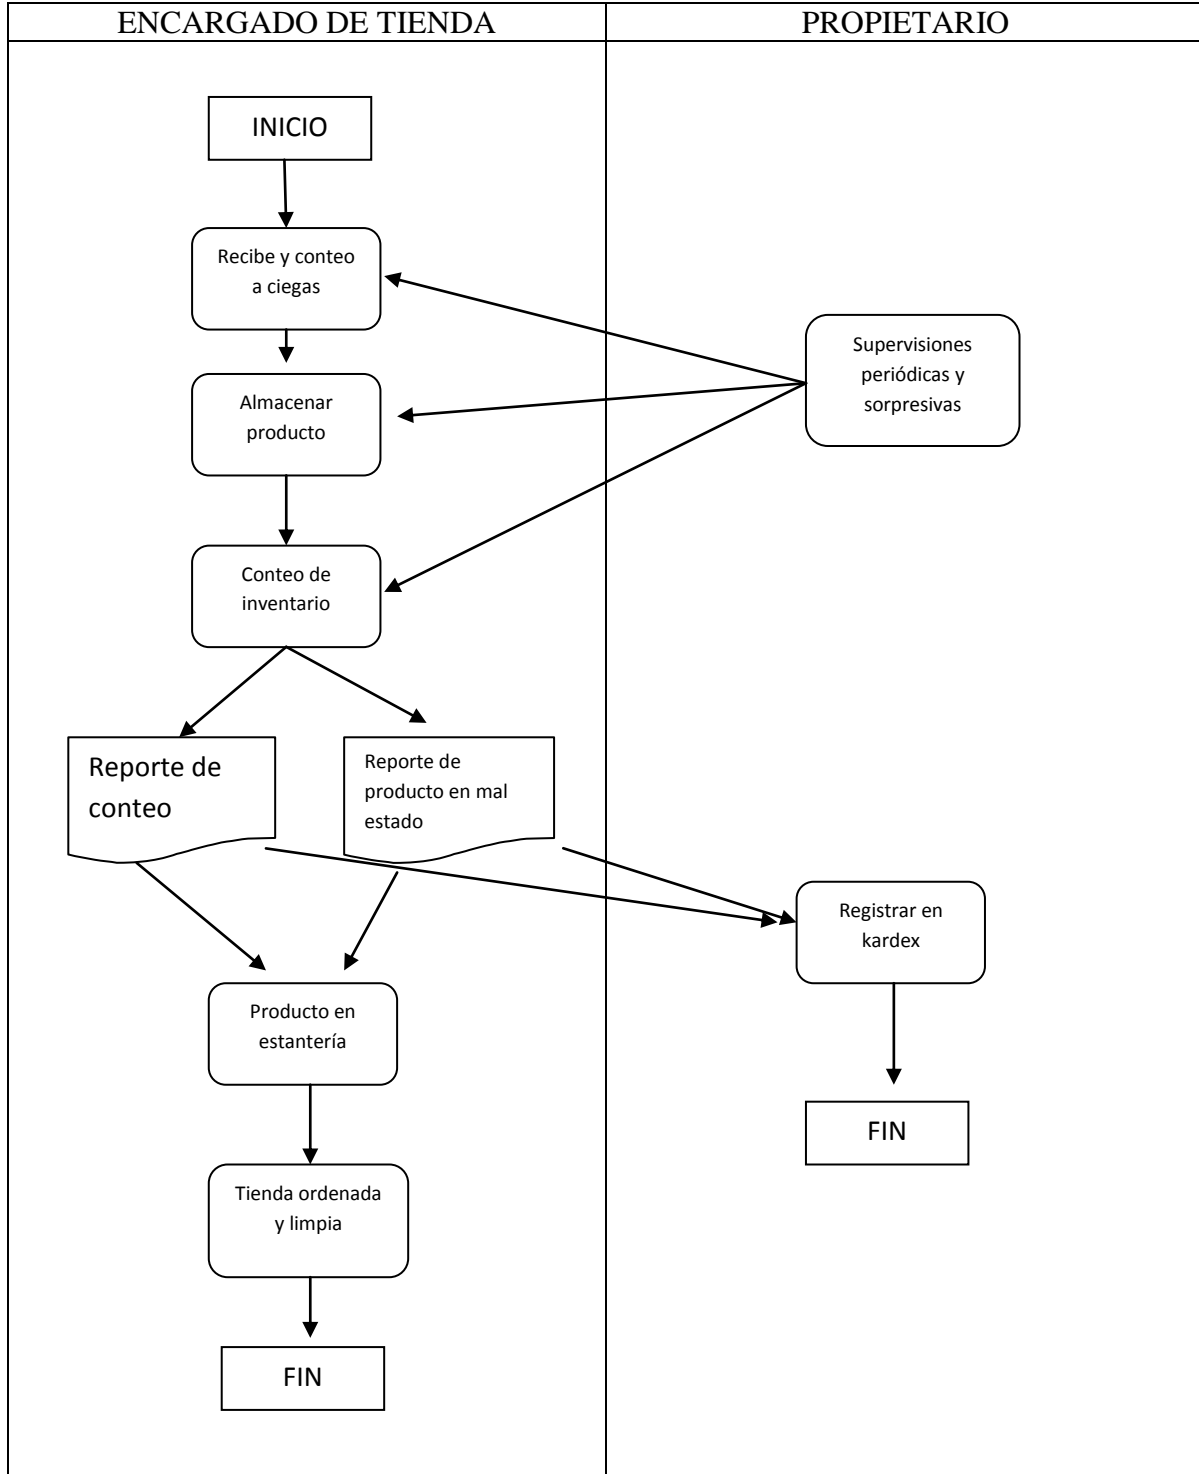 ENCARGADO DE TIENDA
PROPIETARIO
INICIO
Recibe y conteo
a ciegas
Supervisiones
periódicas y
sorpresivas
Almacenar
producto
Conteo de
inventario
Reporte de
conteo
Reporte de
producto en mal
estado
Registrar en
kardex
Producto en
estantería
FIN
Tienda ordenada
y limpia
FIN